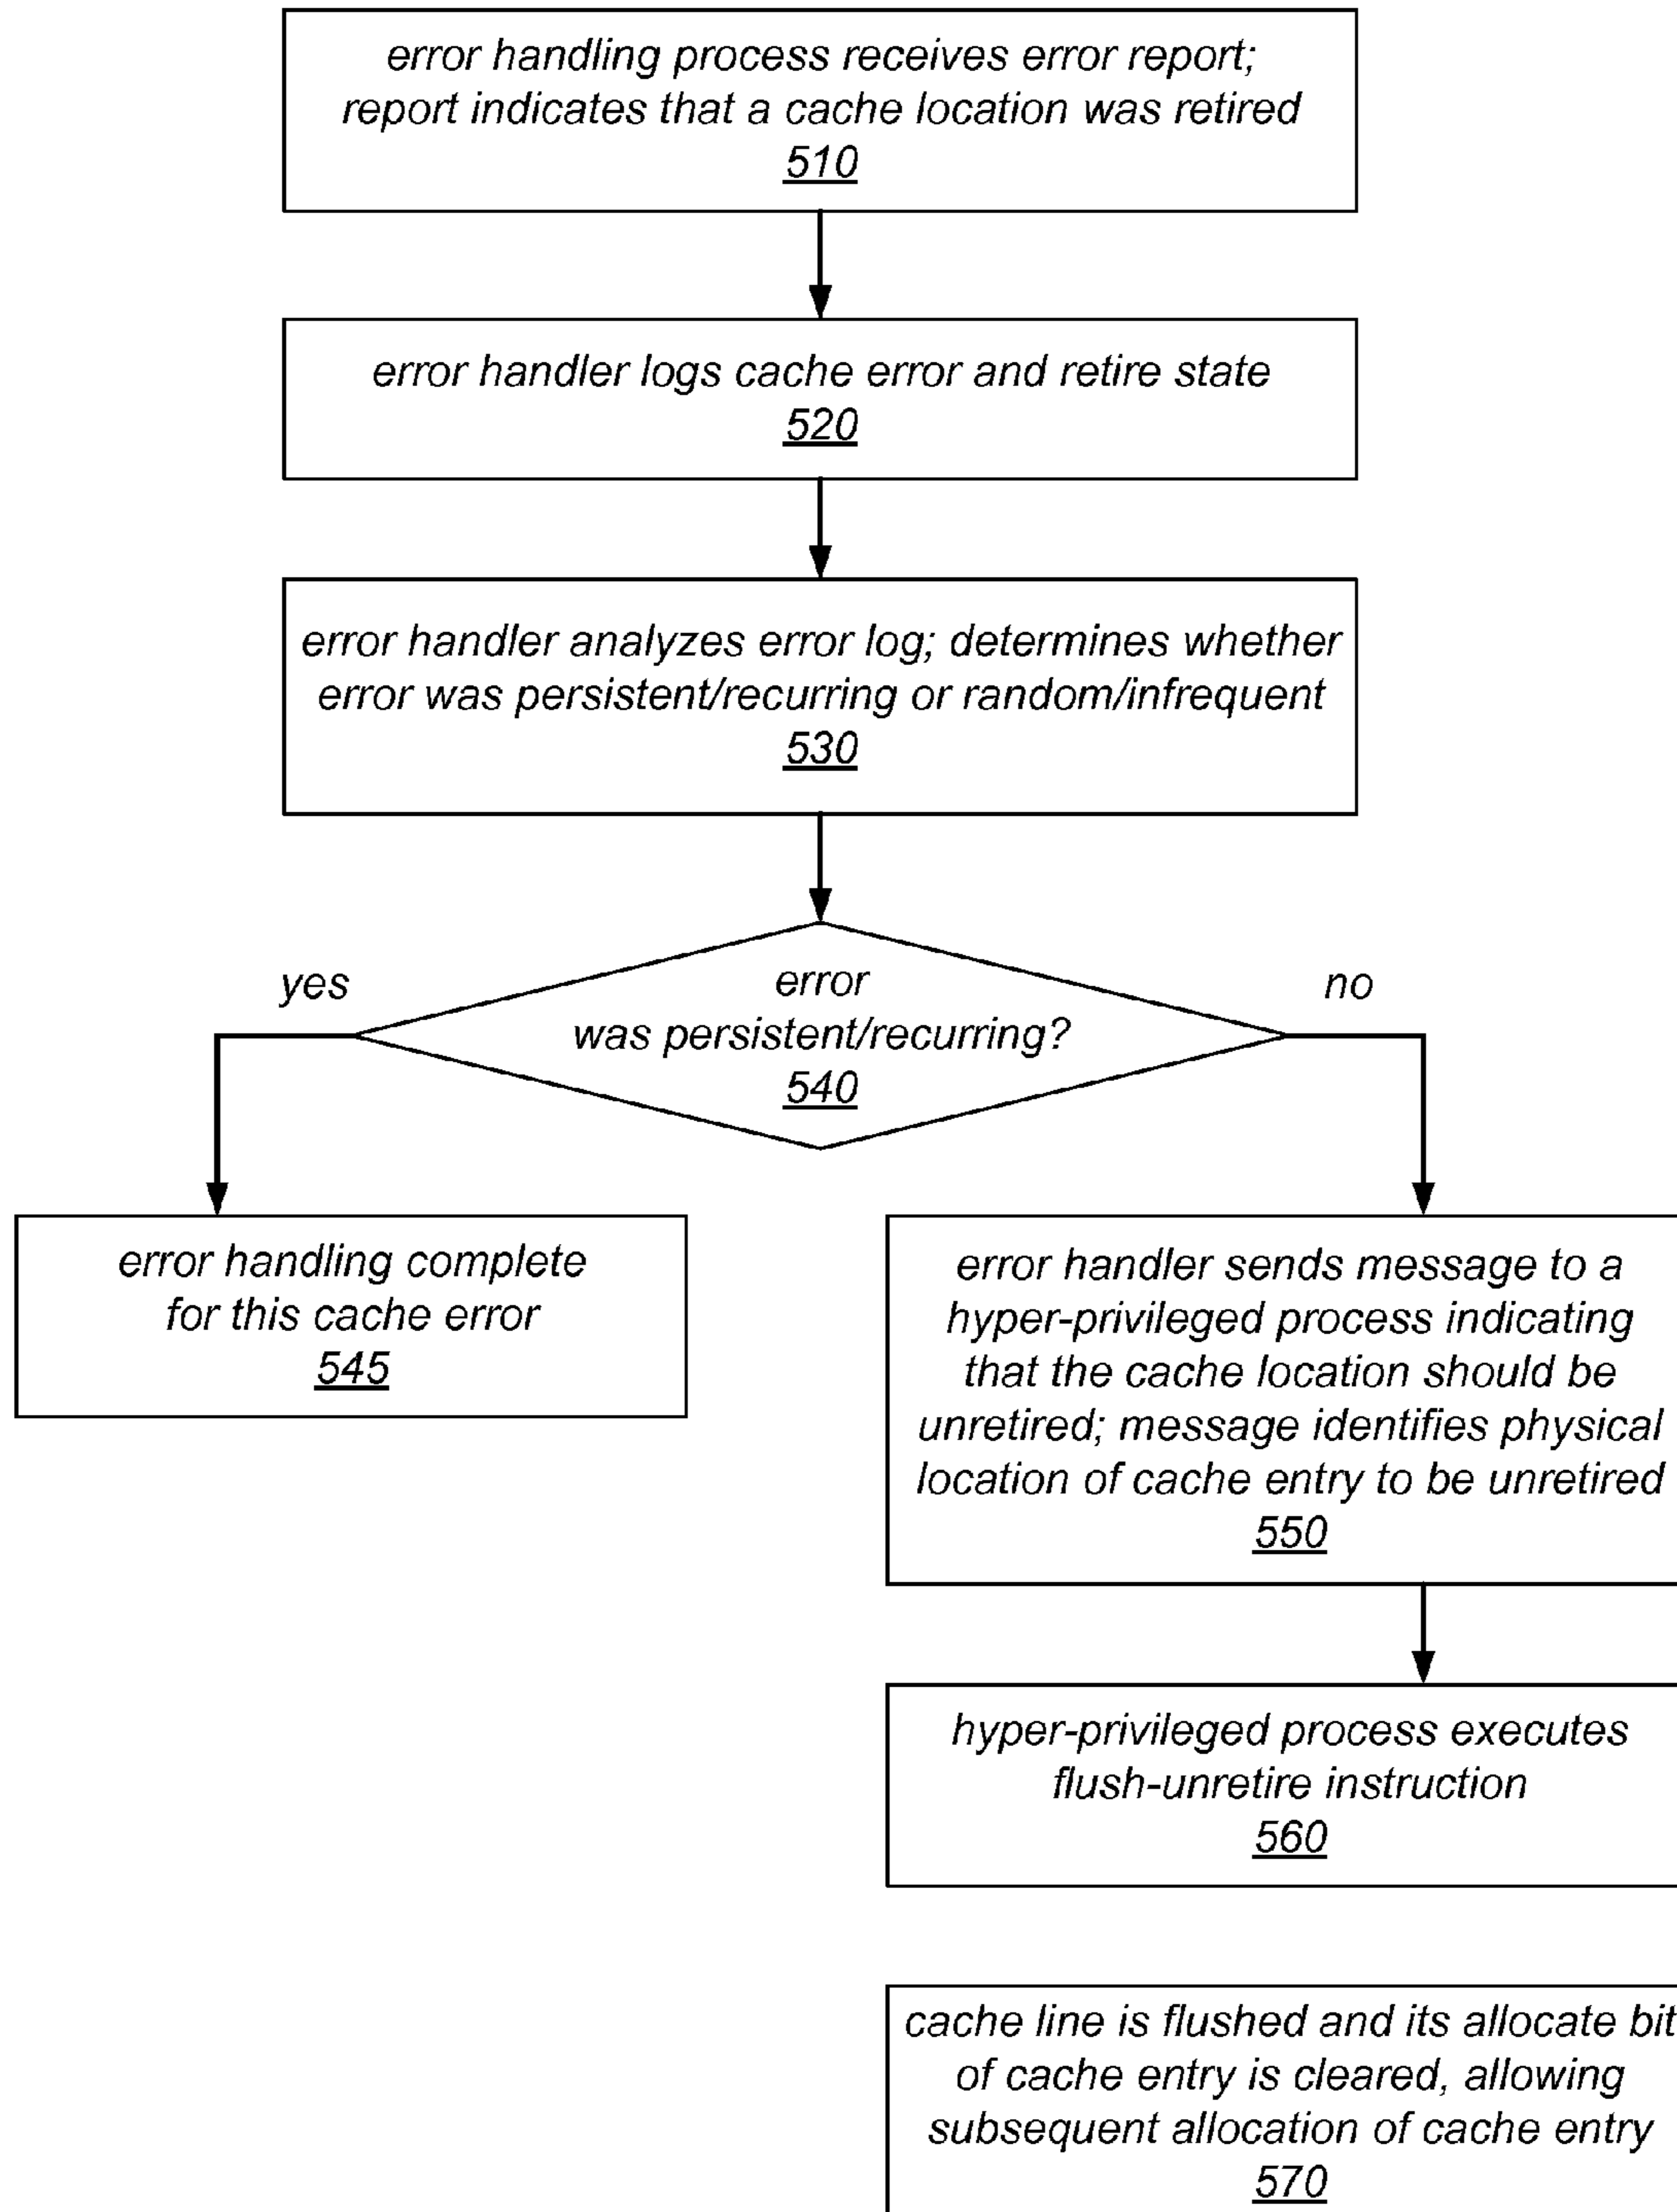 error handling process receives error report;
report indicates that a cache location was retired
510
error handler logs cache error and retire state
520
error handler analyzes error log; determines whether
error was persistent/recurring or random/infrequent
530
yes
error
was persistent/recurring?
540
no
error handling complete
for this cache error
545
error handler sends message to a
hyper-privileged process indicating
that the cache location should be
unretired; message identifies physical
location of cache entry to be unretired
550
hyper-privileged process executes
flush-unretire instruction
560
cache line is flushed and its allocate bit
of cache entry is cleared, allowing
subsequent allocation of cache entry
570